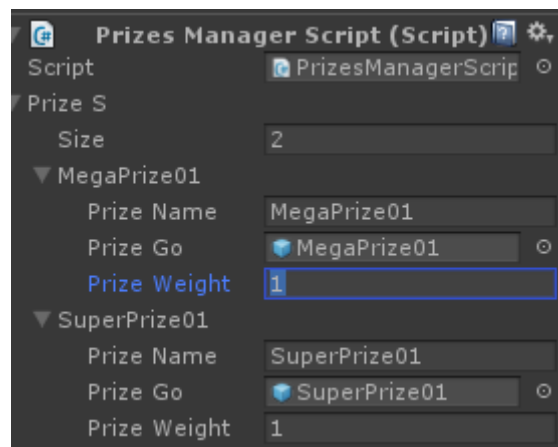 Prizes Manager Script (Script)
Script PrizesManagerScrip
Prize S
Size 2
MegaPrize01
Prize Name MegaPrize01
Prize Go MegaPrize01
Prize Weight 1
SuperPrize01
Prize Name SuperPrize01
Prize Go SuperPrize01
Prize Weight 1